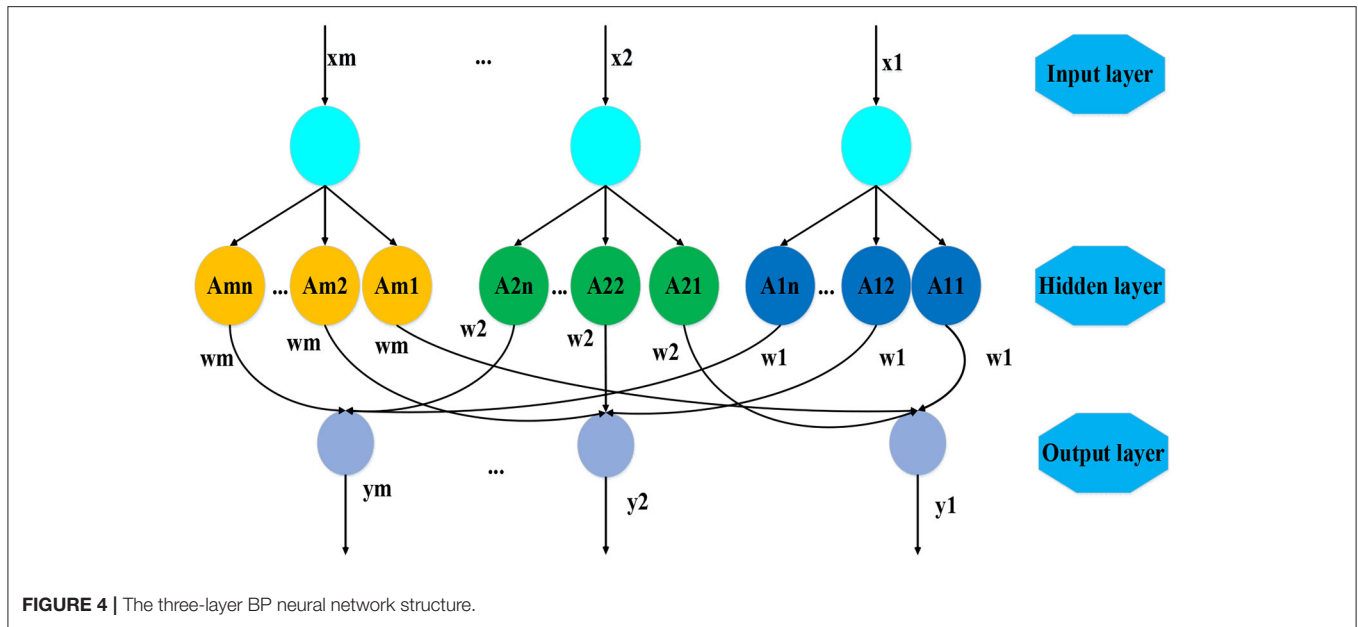 xm ... x2 x1 Input layer
Amn ... Am2 Am1 A2n ... A22 A21 A1n ... A12 A11 Hidden layer
wm wm wm w2 w2 w2 w1 w1 w1
Output layer
...
ym y2 y1
FIGURE 4 | The three-layer BP neural network structure.